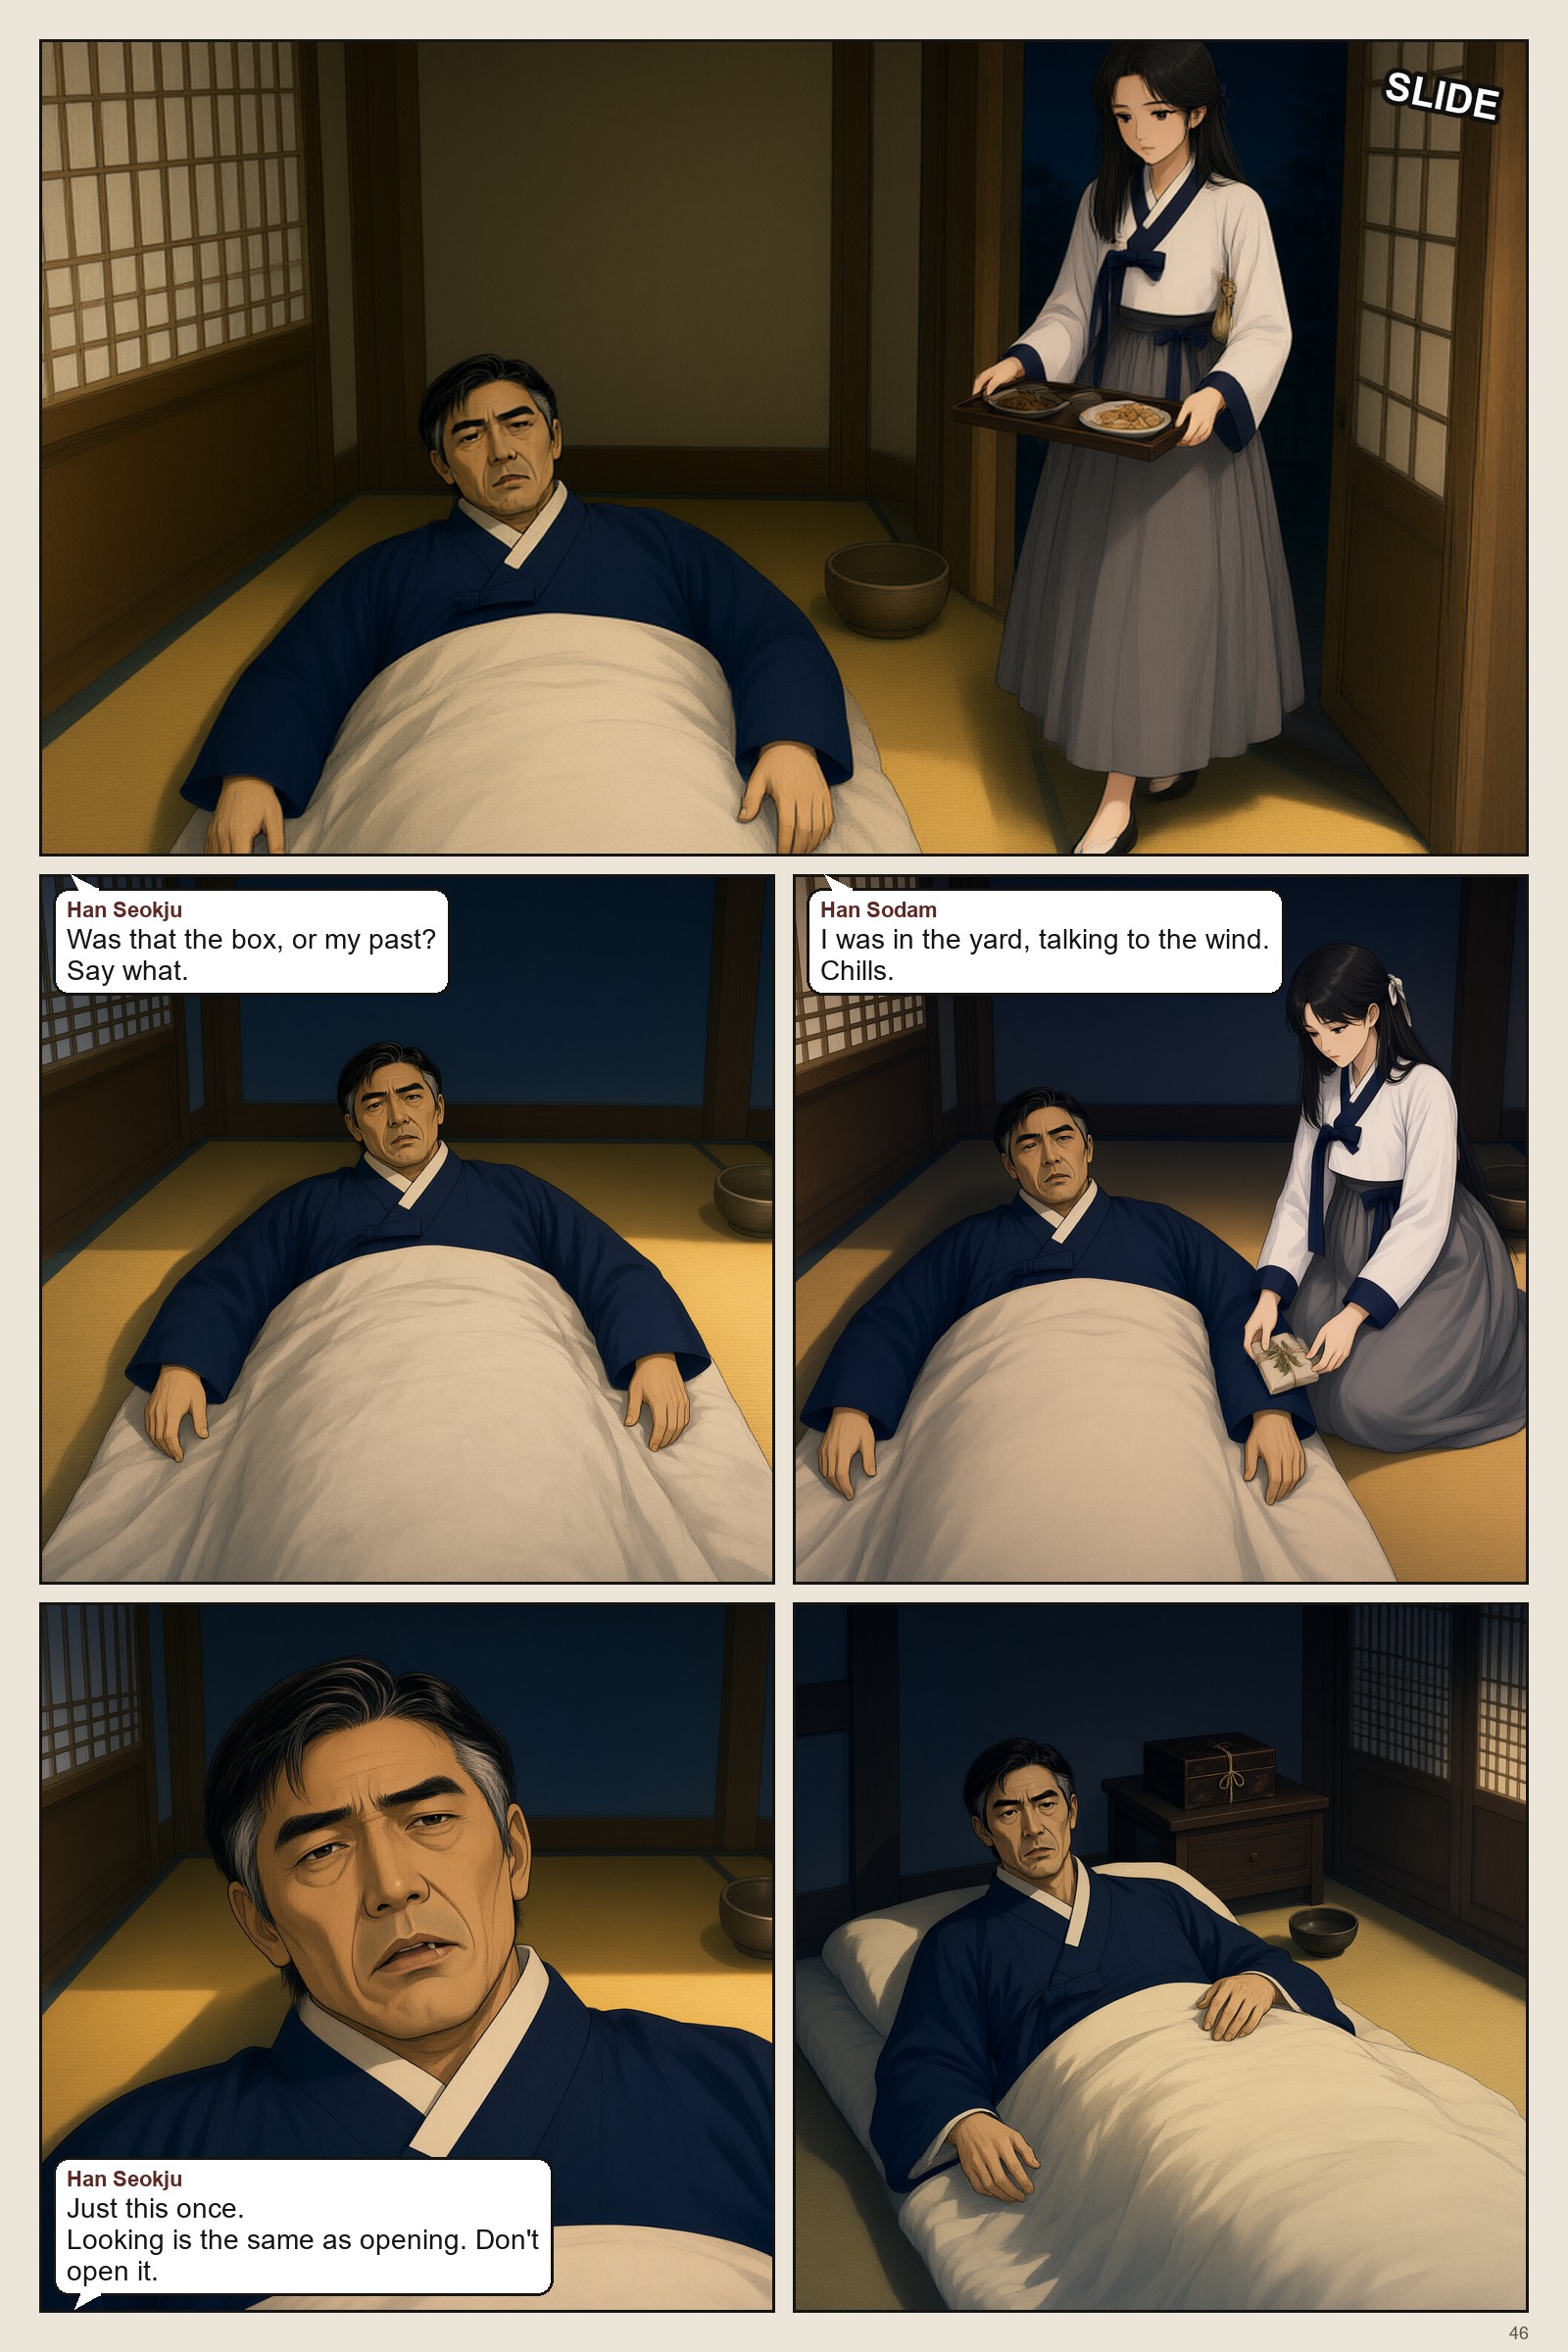 SLIDE
Han Seokju
Was that the box, or my past?
Say what.
Han Sodam
I was in the yard, talking to the wind.
Chills.
Han Seokju
Just this once.
Looking is the same as opening. Don't
open it.
46